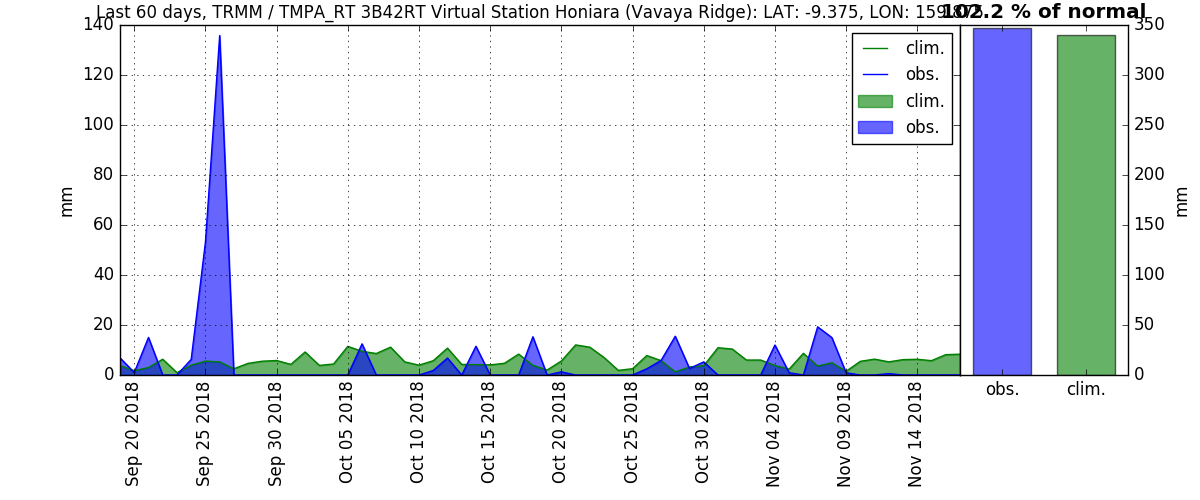 Last 60 days, TRMM / TMPA_RT 3B42RT Virtual Station Honiara (Vavaya Ridge): LAT: -9.375, LON:
102.2 % of normal
140
120
100
80
60
40
20
0
mm
clim.
obs.
clim.
obs.
350
300
250
200
150
100
50
0
mm
obs.
clim.
Sep 20 2018
Sep 25 2018
Sep 30 2018
Oct 05 2018
Oct 10 2018
Oct 15 2018
Oct 20 2018
Oct 25 2018
Oct 30 2018
Nov 04 2018
Nov 09 2018
Nov 14 2018